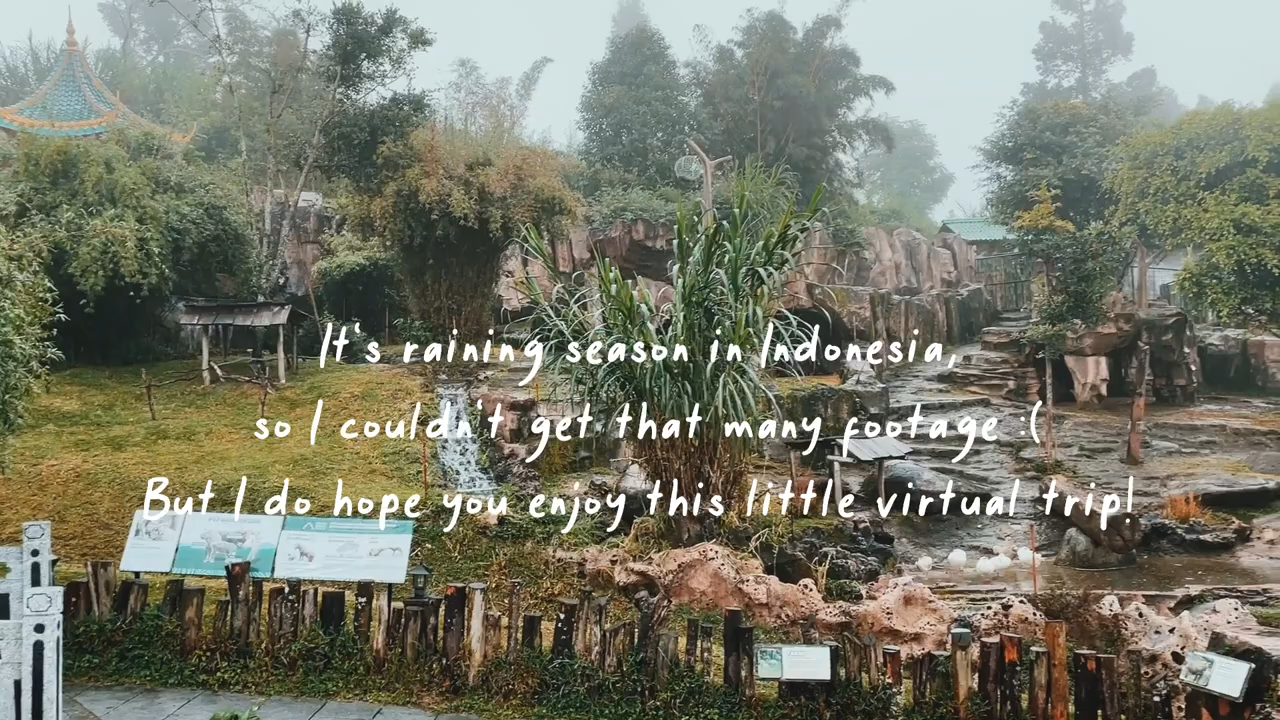 It's raining season in Indonesia,
so I couldn't get that many footage :(
But I do hope you enjoy this little virtual trip!